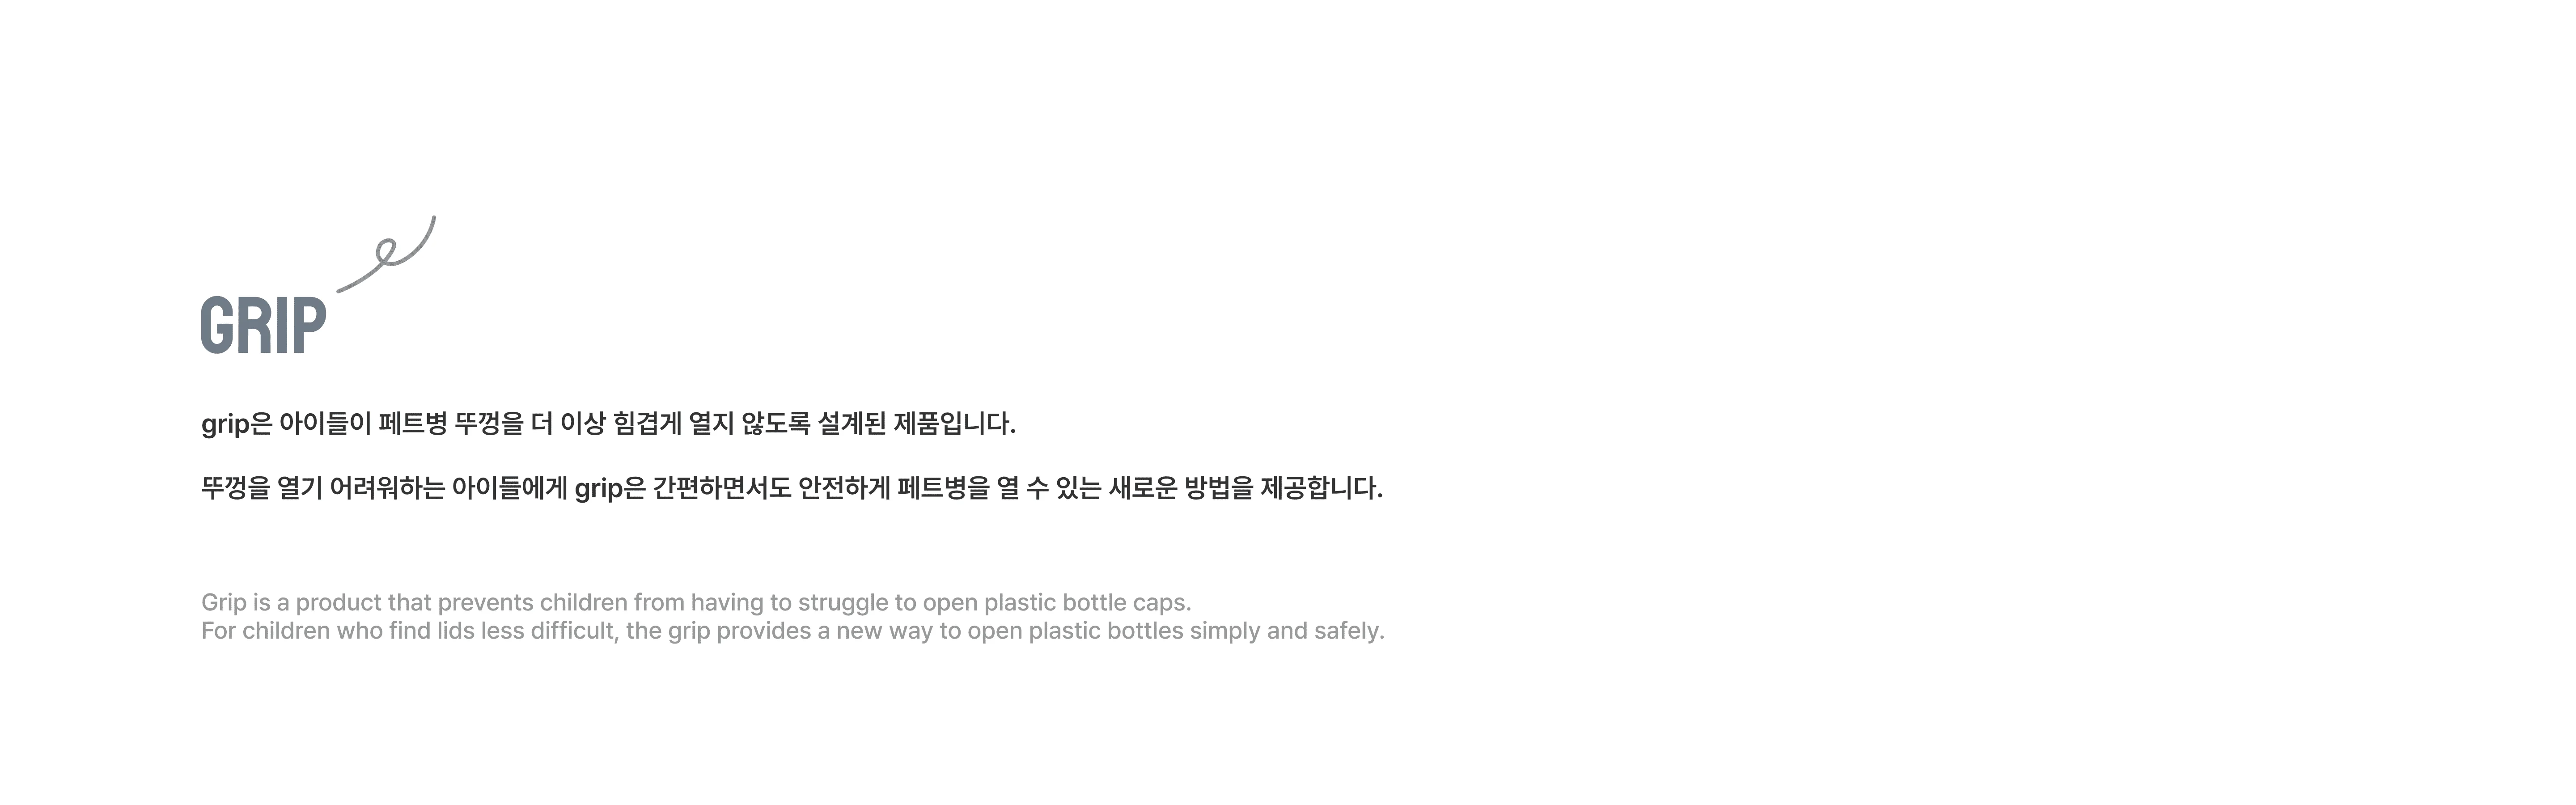 GRIP
grip은 아이들이 페트병 뚜껑을 더 이상 힘겹게 열지 않도록 설계된 제품입니다.
뚜껑을 열기 어려워하는 아이들에게 grip은 간편하면서도 안전하게 페트병을 열 수 있는 새로운 방법을 제공합니다.
Grip is a product that prevents children from having to struggle to open plastic bottle caps.
For children who find lids less difficult, the grip provides a new way to open plastic bottles simply and safely.